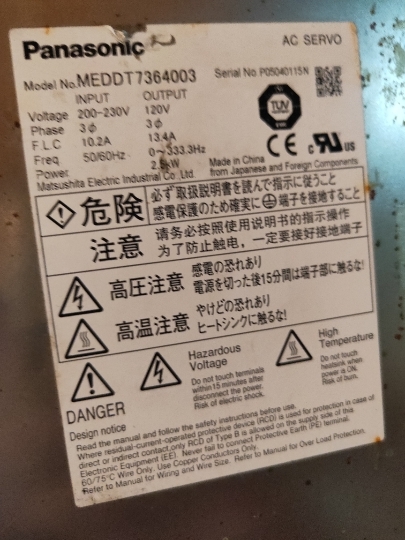 Panasonic
AC SERVO
Model No. MEDDT7364003
Serial No P05040115N
INPUT OUTPUT
Voltage 200-230V 120V
Phase 3ϕ 3ϕ
F.L.C 10.2A 13.4A
Freq 50/60Hz 0~333.3Hz
Power kW
Matsushita Electric Industrial Co.,Ltd
TÜV
CE c RU US
Made in China
from Japanese and Foreign Components
危険
必ず取扱説明書を読んで指示に従うこと
感電保護のため確実に端子を接地すること
注意
请务必按照使用说明书的指示操作
为了防止触电，一定要接好接地端子
高圧注意
感電の恐れあり
電源を切った後15分間は端子部に触るな!
高温注意
やけどの恐れあり
ヒートシンクに触るな!
DANGER
Hazardous
Voltage
Do not touch terminals
within 15 minutes after
disconnect the power.
Risk of electric shock.
High
Temperature
Do not touch
heatsink when
power is ON.
Risk of burn.
Design notice
Read the manual and follow the safety instructions before use.
Where residual-current-operated protective device (RCD) is used for protection in case of
direct or indirect contact,only RCD of Type B is allowed on the supply side of this
Electronic Equipment (EE). Never fail to connect Protective Earth (PE) terminal.
60/75°C Wire Only. Use Copper Conductors Only.
Refer to Manual for Wiring and Wire Size. Refer to Manual for Over Load Protection.